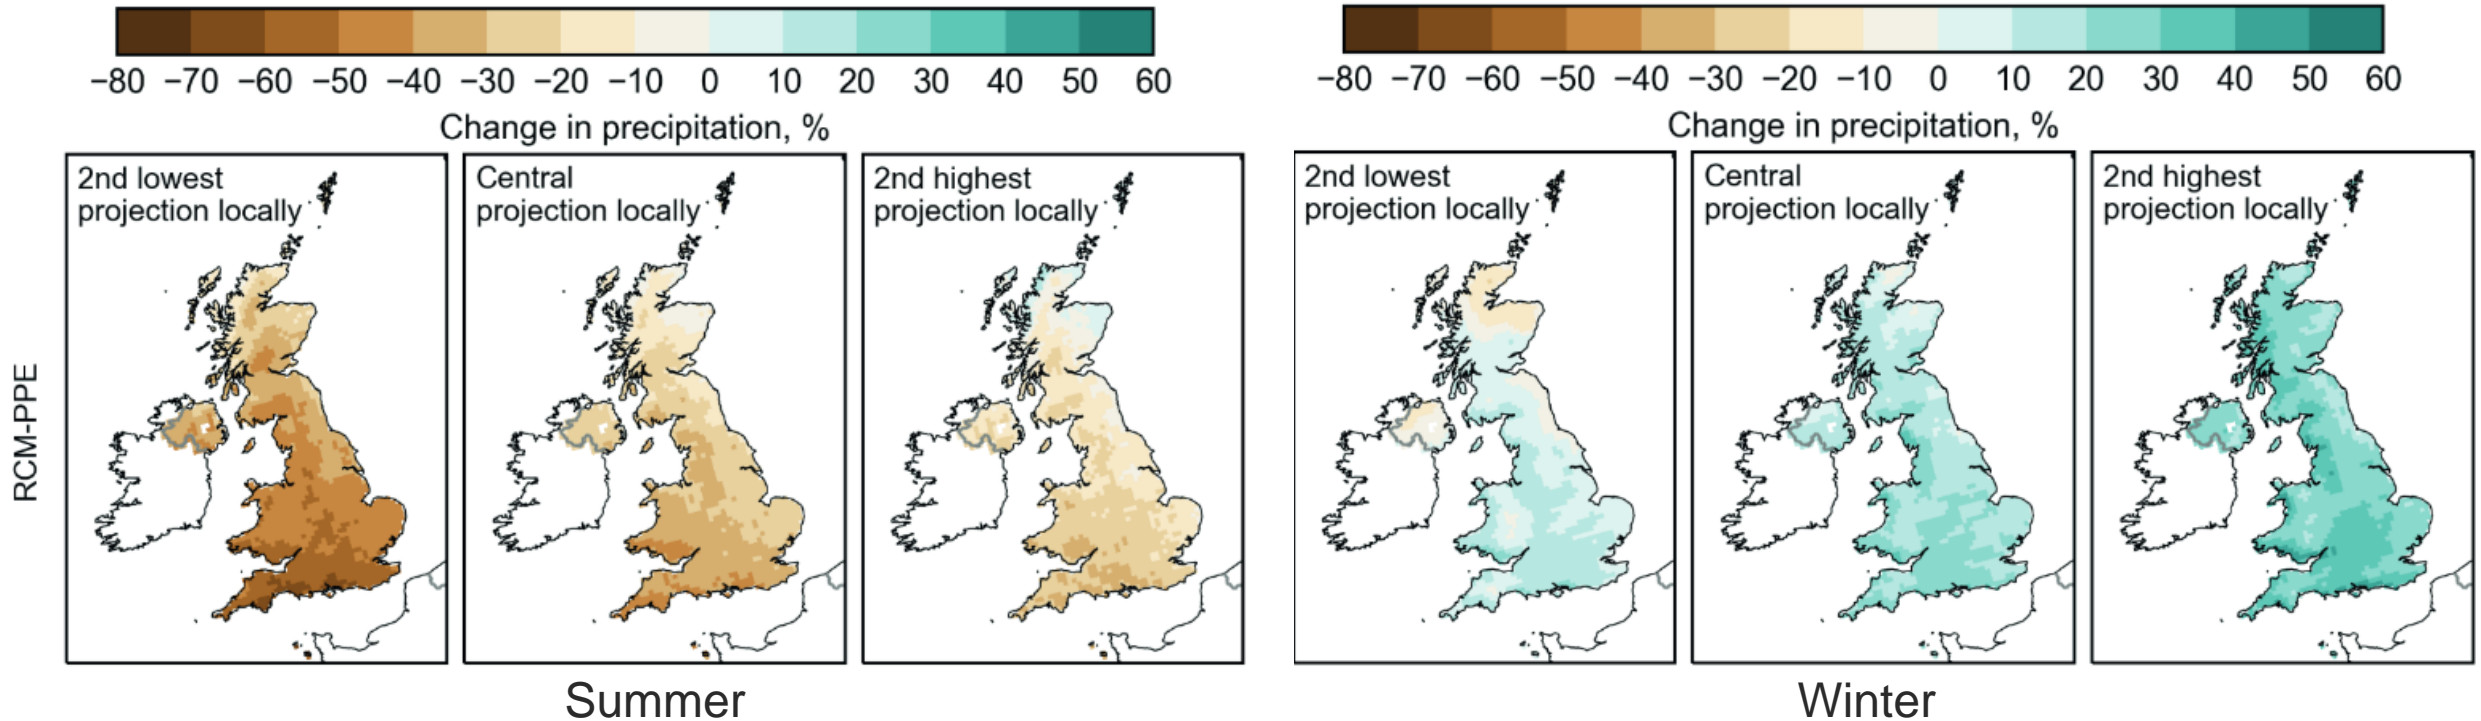 −80 −70 −60 −50 −40 −30 −20 −10 0 10 20 30 40 50 60
Change in precipitation, %
2nd lowest
projection locally
Central
projection locally
2nd highest
projection locally
RCM-PPE
Summer
−80 −70 −60 −50 −40 −30 −20 −10 0 10 20 30 40 50 60
Change in precipitation, %
2nd lowest
projection locally
Central
projection locally
2nd highest
projection locally
Winter